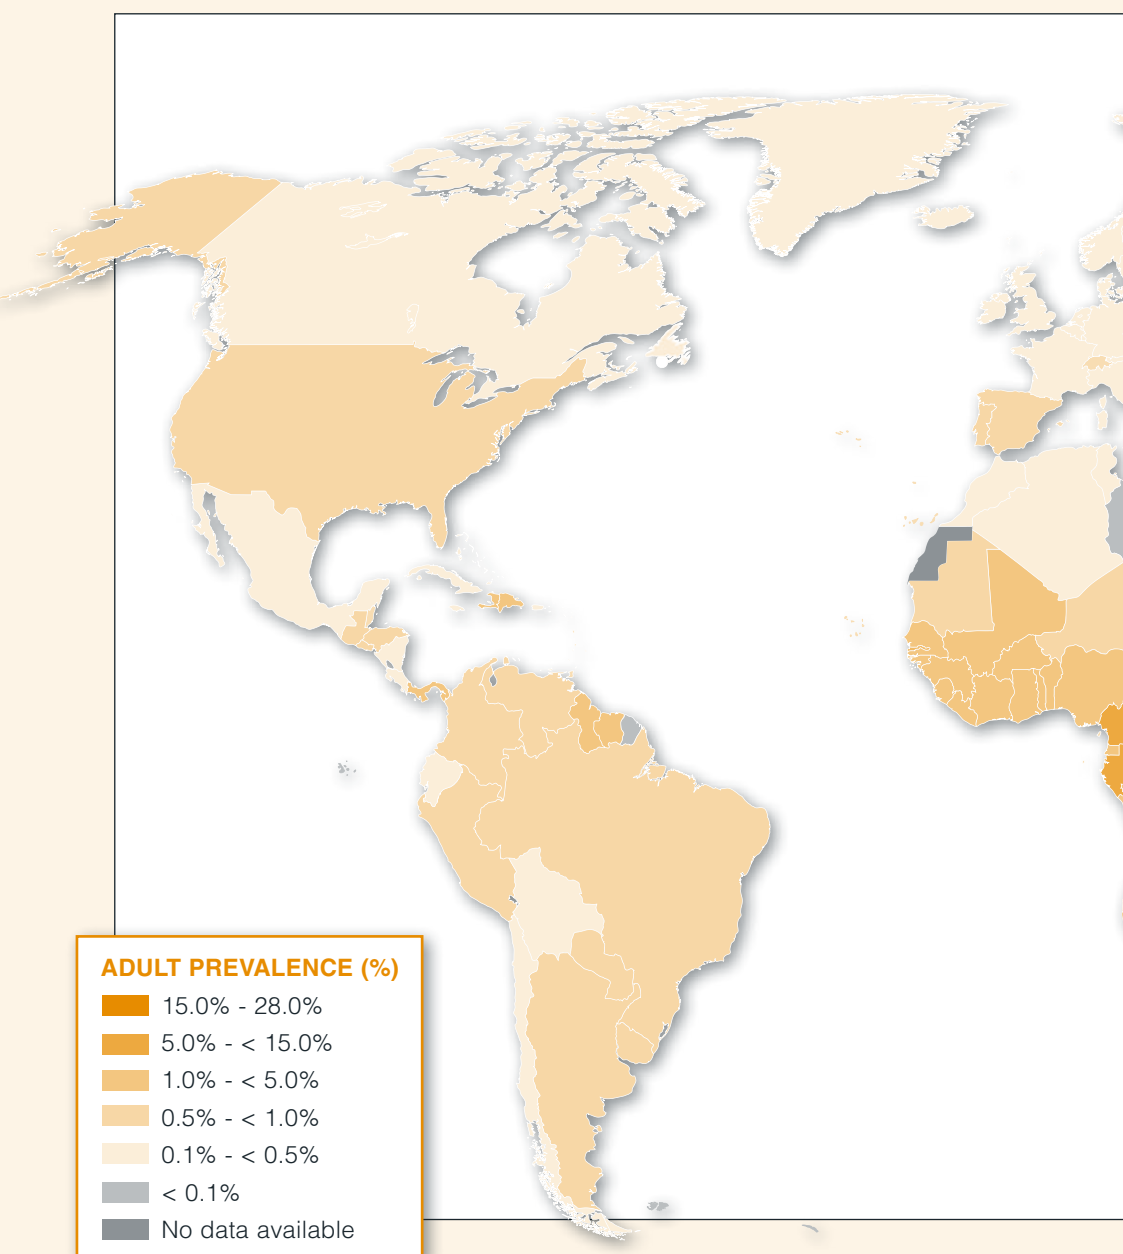 ADULT PREVALENCE (%)
15.0% - 28.0%
5.0% - < 15.0%
1.0% - < 5.0%
0.5% - < 1.0%
0.1% - < 0.5%
< 0.1%
No data available